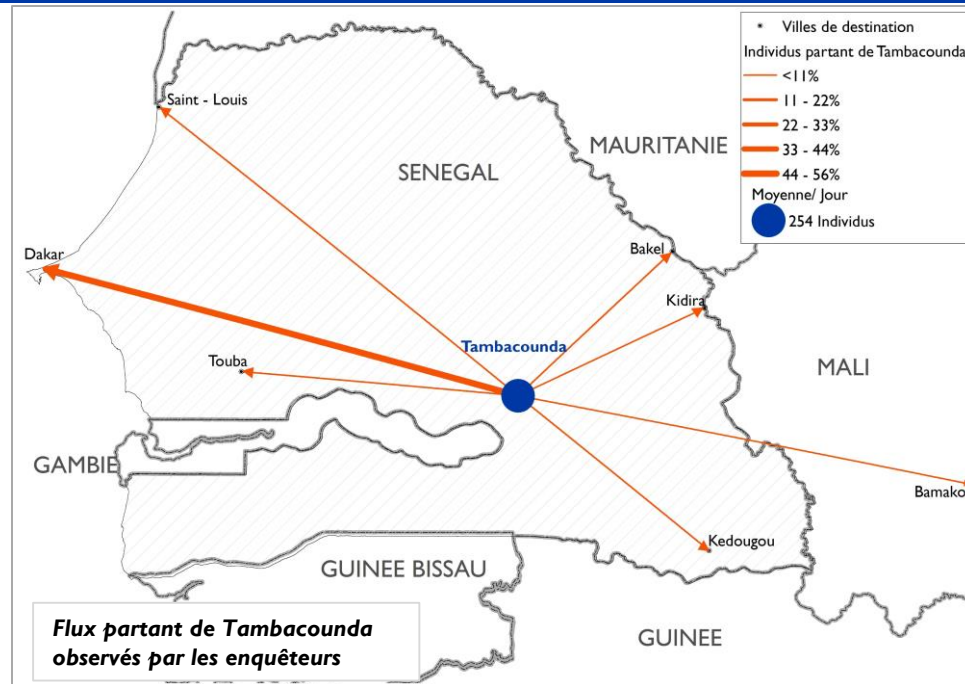 Villes de destination
Individus partant de Tambacounda
<11%
11 - 22%
22 - 33%
33 - 44%
44 - 56%
Moyenne/ Jour
254 Individus
Saint - Louis
MAURITANIE
SENEGAL
Dakar
Bakel
Kidira
Tambacounda
Touba
MALI
GAMBIE
Bamako
Kedougou
GUINEE BISSAU
GUINEE
Flux partant de Tambacounda
observés par les enquêteurs